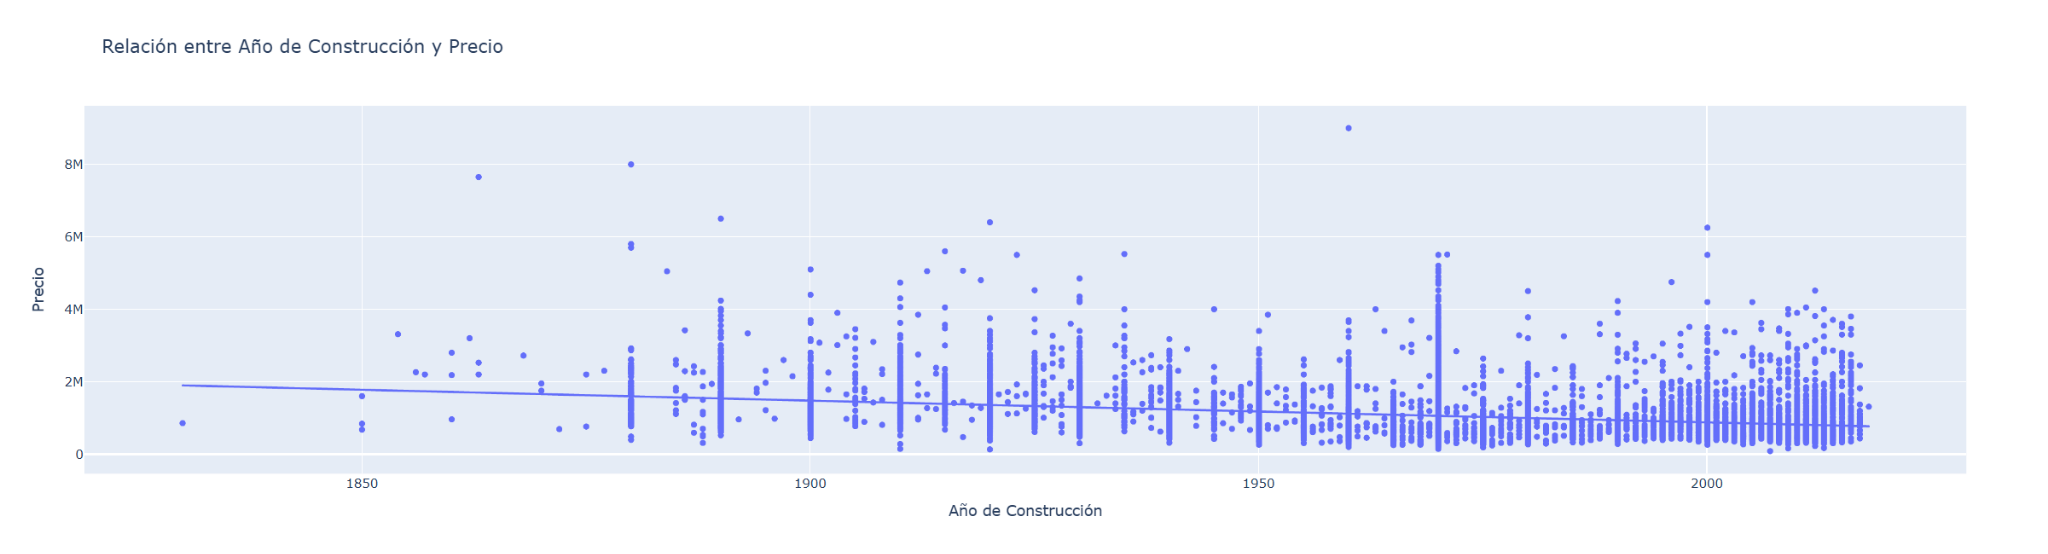 Relación entre Año de Construcción y Precio
8M
6M
4M
2M
0
Precio
1850
1900
1950
2000
Año de Construcción